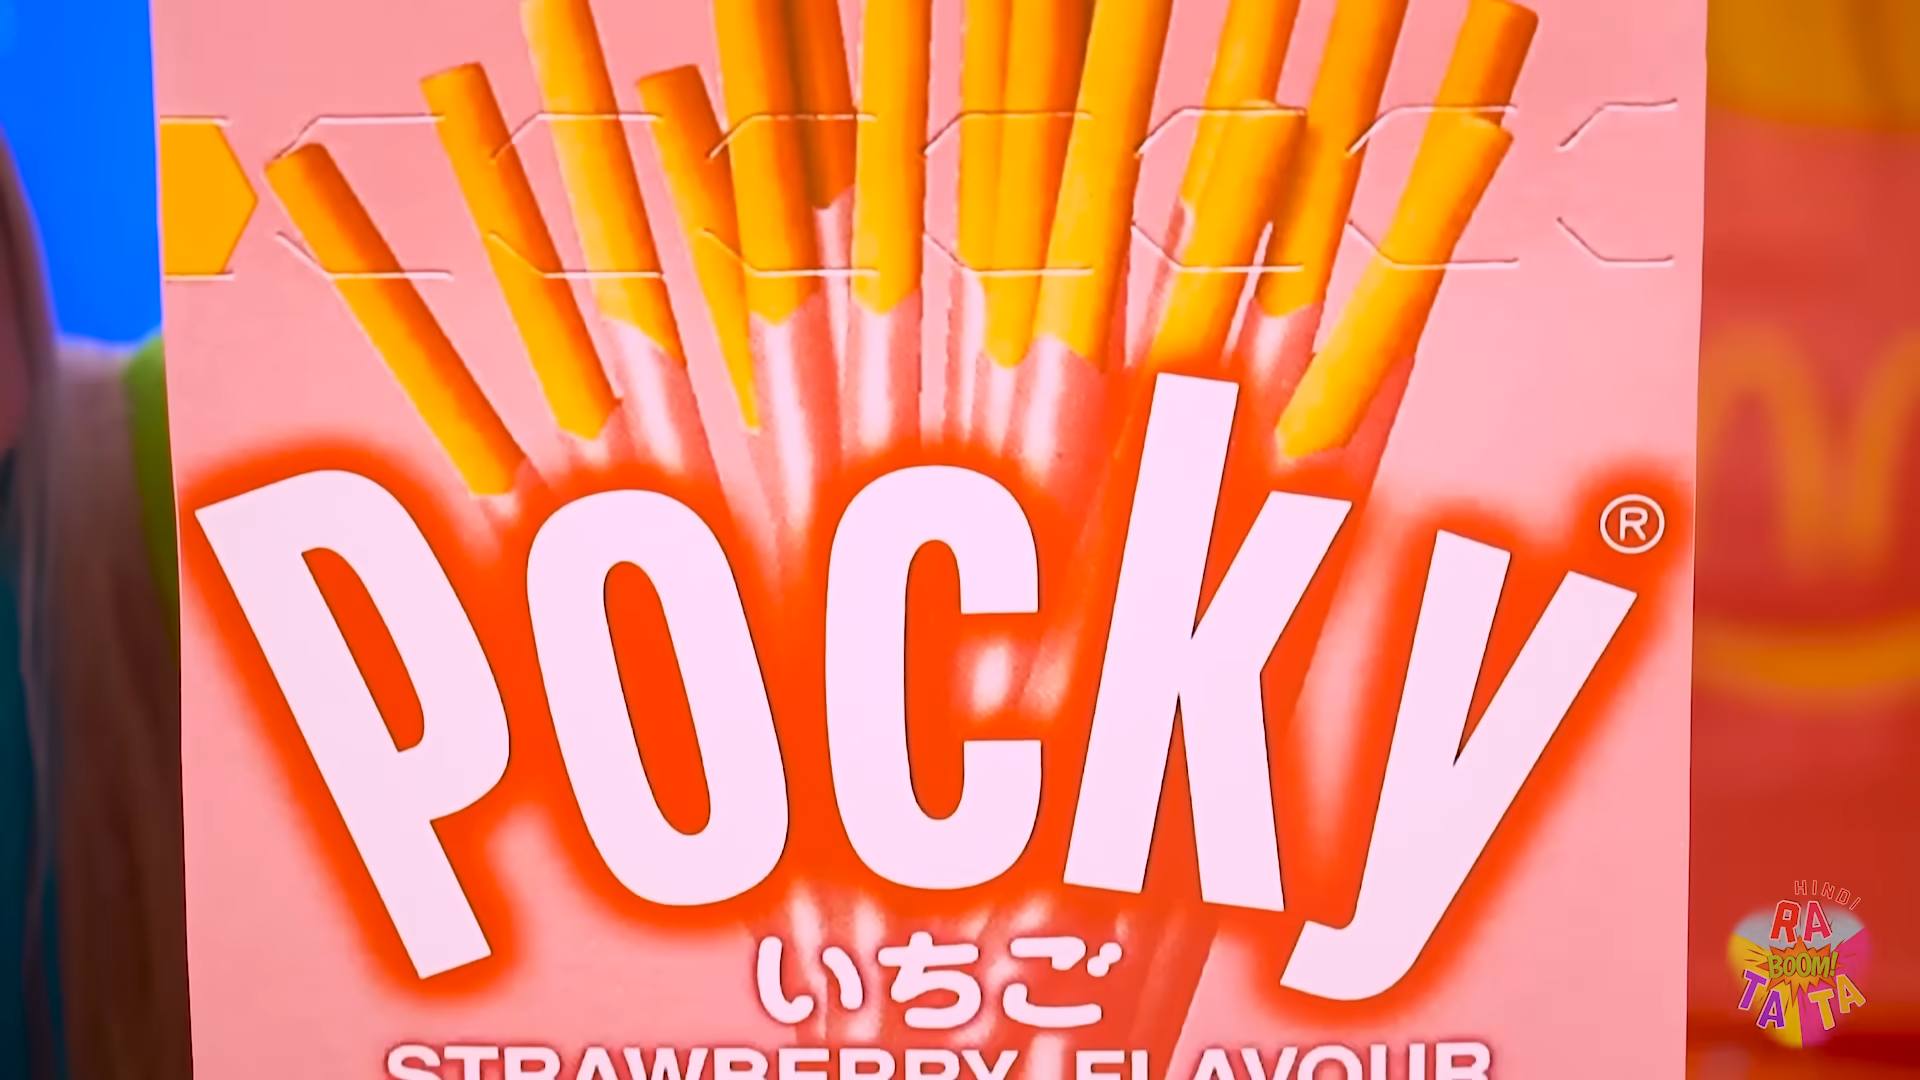 Pocky®
いちご
STRAWBERRY FLAVOUR
HINDI
RA
BOOM!
TA TA